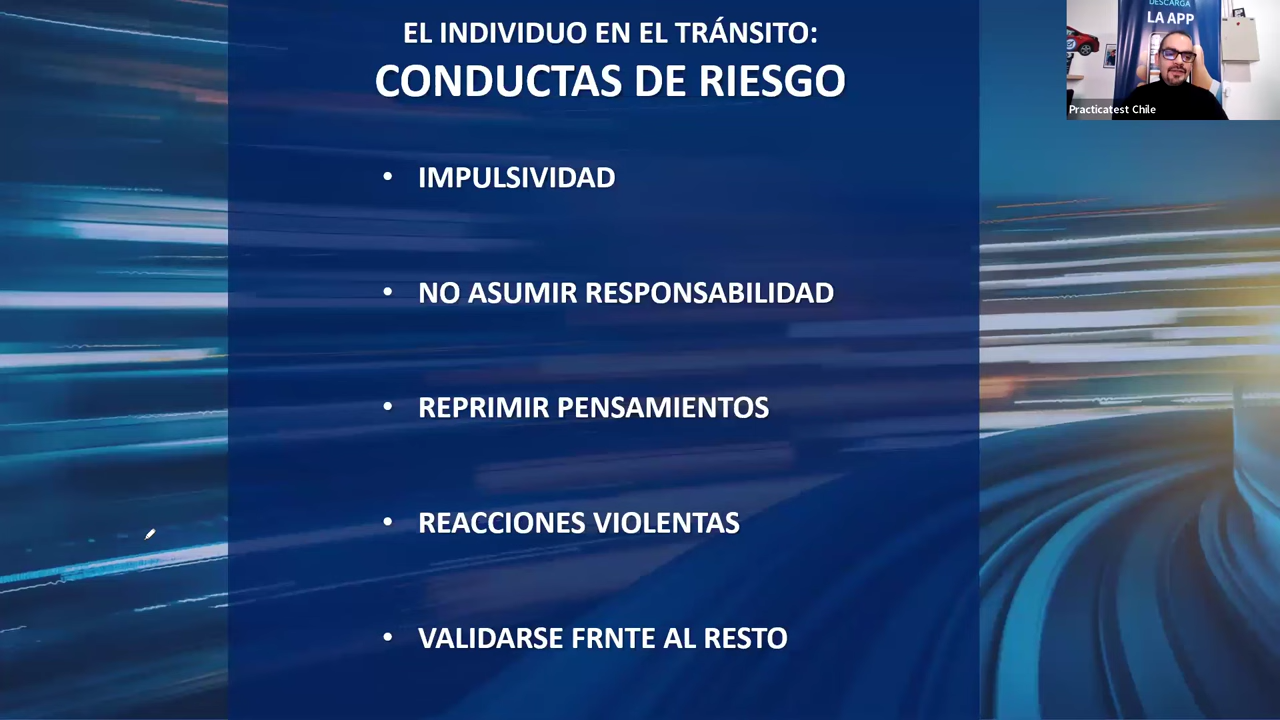 EL INDIVIDUO EN EL TRÁNSITO:
CONDUCTAS DE RIESGO
• IMPULSIVIDAD
• NO ASUMIR RESPONSABILIDAD
• REPRIMIR PENSAMIENTOS
• REACCIONES VIOLENTAS
• VALIDARSE FRNTE AL RESTO
DESCARGA
LA APP
Practicatest Chile